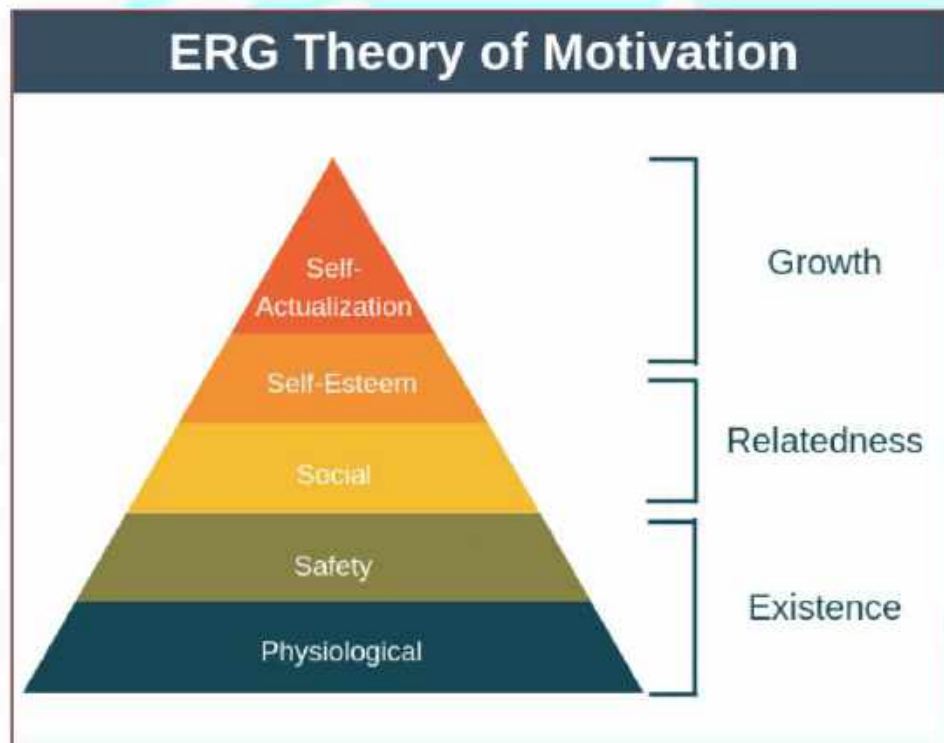 ERG Theory of Motivation
Self-
Actualization
Self-Esteem
Social
Safety
Physiological
Growth
Relatedness
Existence